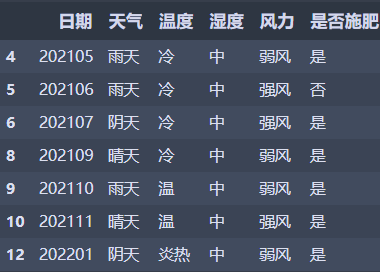 日期 天气 温度 湿度 风力 是否施肥
4 202105 雨天 冷 中 弱风 是
5 202106 雨天 冷 中 强风 否
6 202107 阴天 冷 中 强风 是
8 202109 晴天 冷 中 弱风 是
9 202110 雨天 温 中 弱风 是
10 202111 晴天 温 中 强风 是
12 202201 阴天 炎热 中 弱风 是